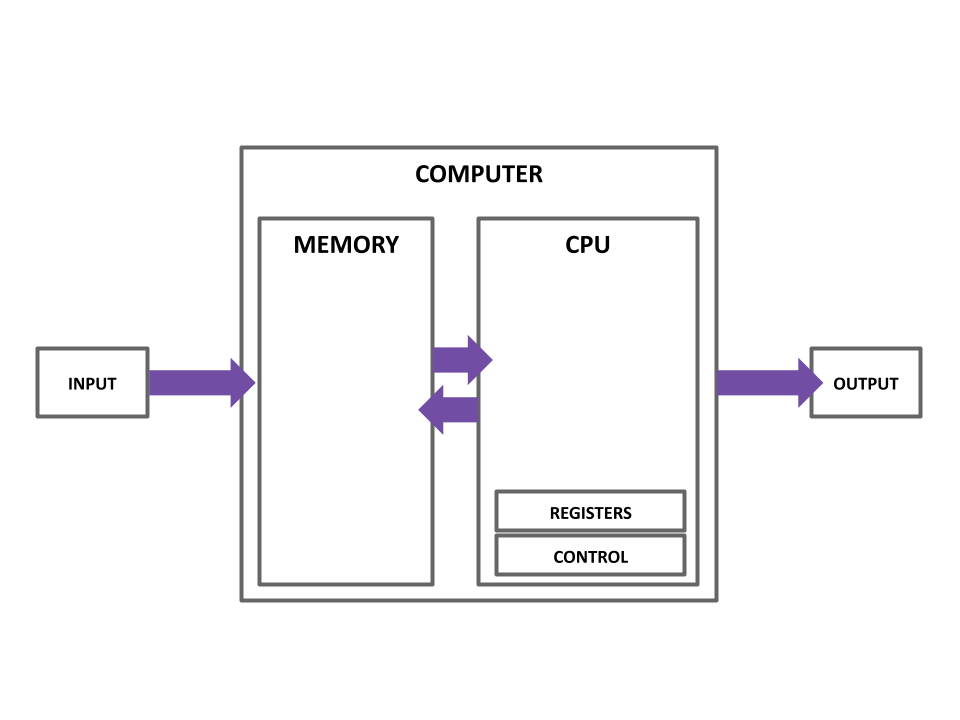 COMPUTER
MEMORY
CPU
INPUT
OUTPUT
REGISTERS
CONTROL